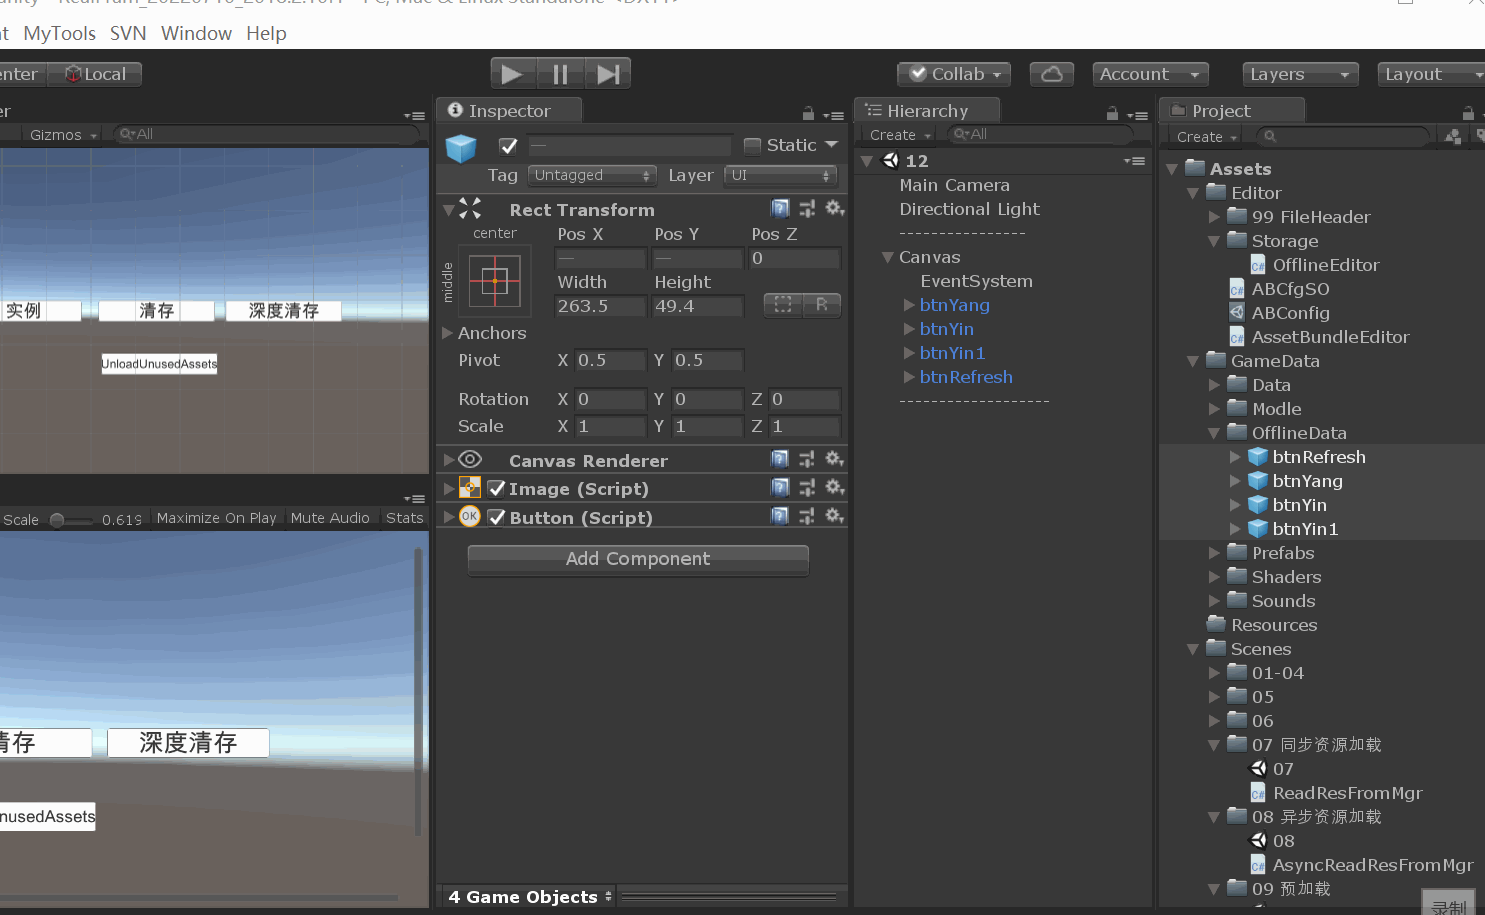 nt MyTools SVN Window Help
enter Local Collab Account Layers Layout
er
Gizmos All
实例 清存 深度清存
UnloadUnusedAssets
Scale 0.619 Maximize On Play Mute Audio Stats
清存 深度清存
nusedAssets
Inspector
— Static
Tag Untagged Layer UI
Rect Transform
center Pos X Pos Y Pos Z
middle — — 0
Width Height
263.5 49.4 R
Anchors
Pivot X 0.5 Y 0.5
Rotation X 0 Y 0 Z 0
Scale X 1 Y 1 Z 1
Canvas Renderer
Image (Script)
OK Button (Script)
Add Component
4 Game Objects
Hierarchy
Create All
12
Main Camera
Directional Light
---------------
Canvas
EventSystem
btnYang
btnYin
btnYin1
btnRefresh
------------------
Project
Create
Assets
Editor
99 FileHeader
Storage
OfflineEditor
ABCfgSO
ABConfig
AssetBundleEditor
GameData
Data
Modle
OfflineData
btnRefresh
btnYang
btnYin
btnYin1
Prefabs
Shaders
Sounds
Resources
Scenes
01-04
05
06
07 同步资源加载
07
ReadResFromMgr
08 异步资源加载
08
AsyncReadResFromMgr
09 预加载
录制